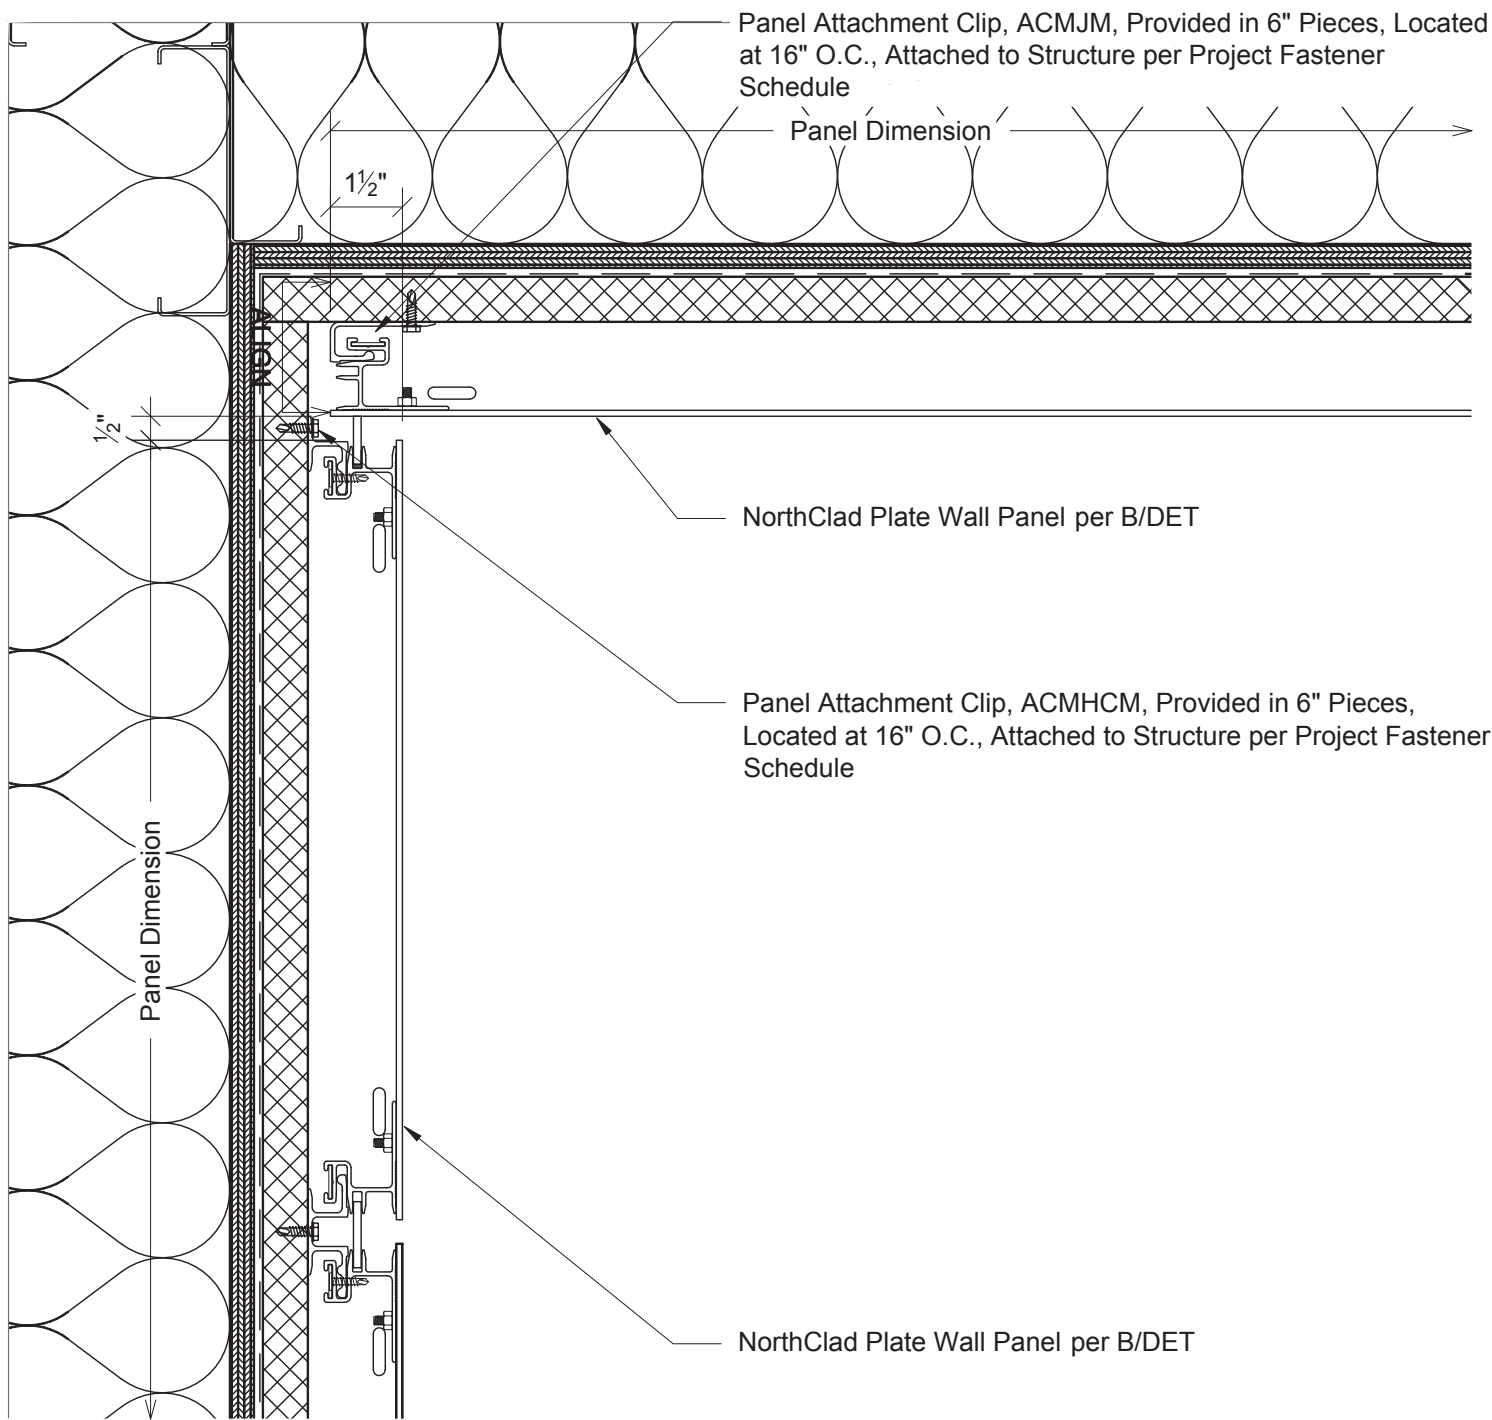 Panel Attachment Clip, ACMJM, Provided in 6" Pieces, Located
at 16" O.C., Attached to Structure per Project Fastener
Schedule
Panel Dimension
1½"
ALIGN
½"
NorthClad Plate Wall Panel per B/DET
Panel Attachment Clip, ACMHCM, Provided in 6" Pieces,
Located at 16" O.C., Attached to Structure per Project Fastener
Schedule
Panel Dimension
NorthClad Plate Wall Panel per B/DET